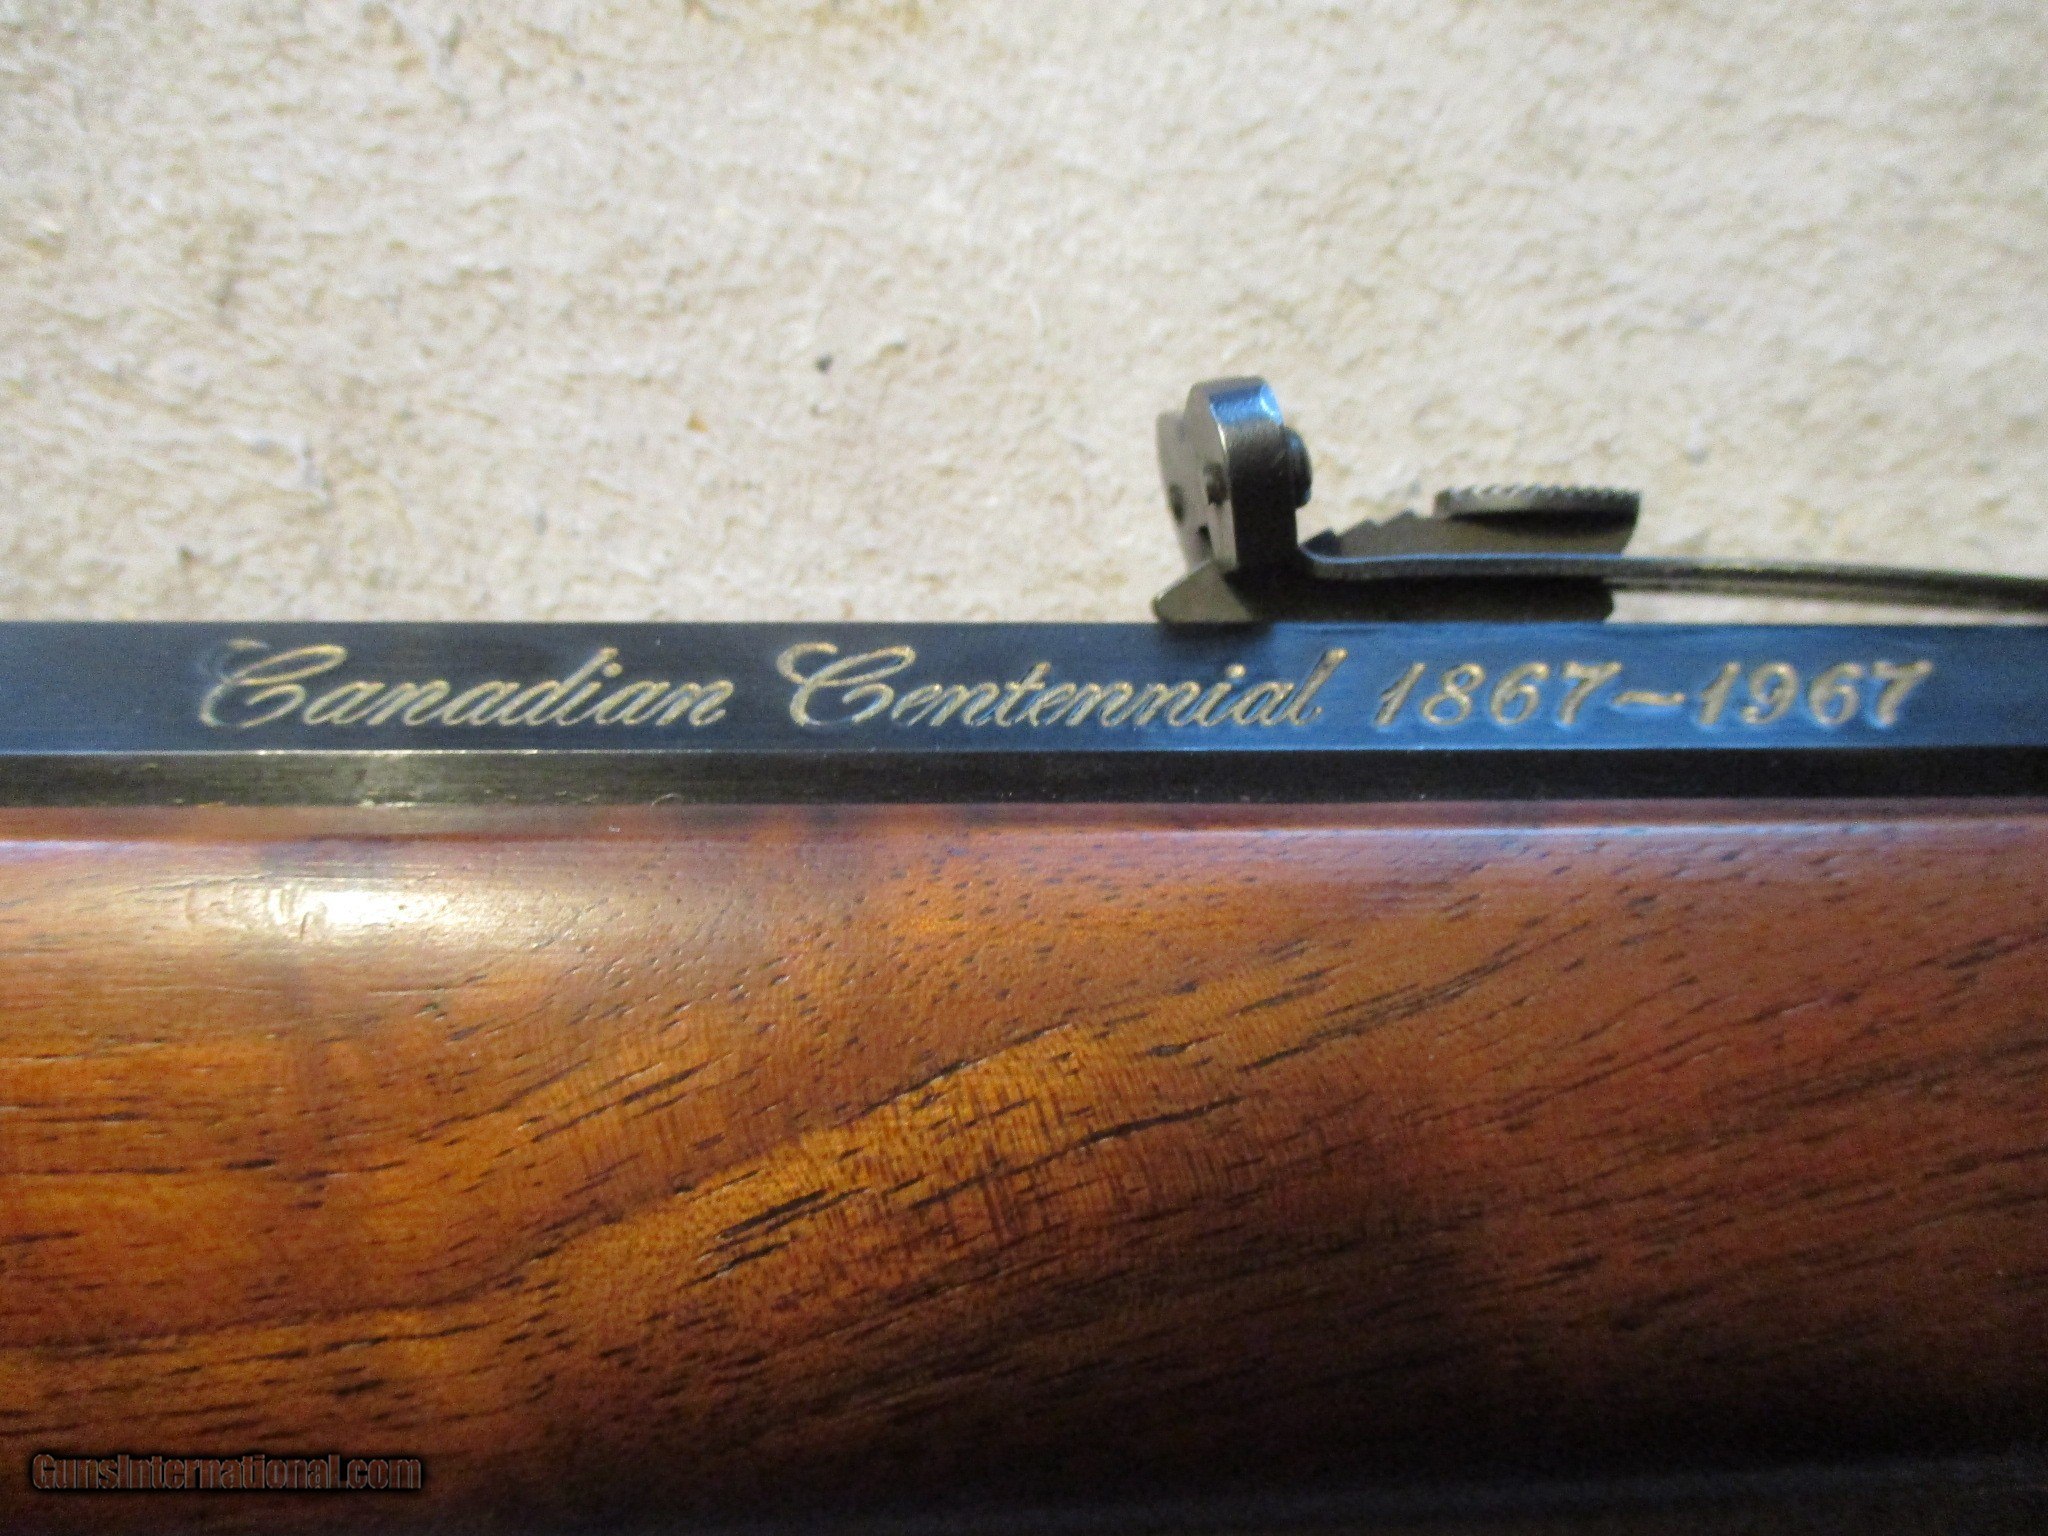 Canadian Centennial 1867~1967
GunsInternational.com